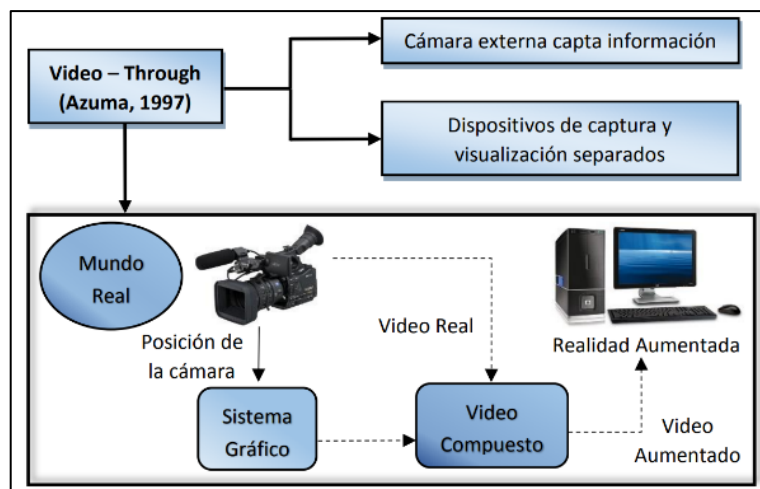 Video – Through
(Azuma, 1997)
Cámara externa capta información
Dispositivos de captura y
visualización separados
Mundo
Real
Posición de
la cámara
Video Real
Realidad Aumentada
Sistema
Gráfico
Video
Compuesto
Video
Aumentado